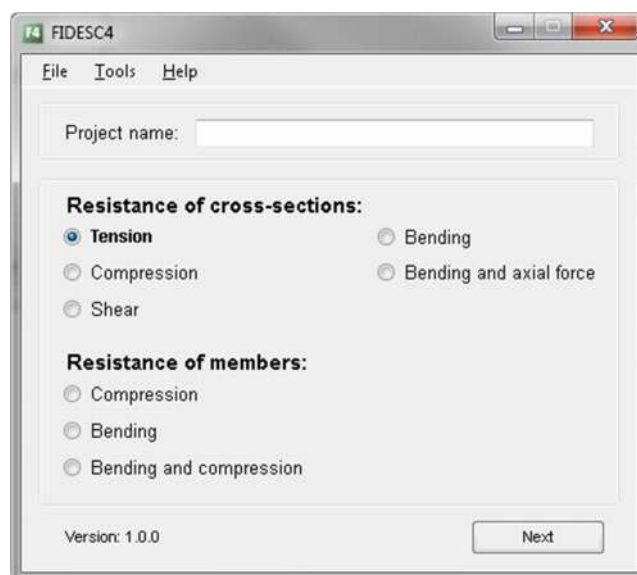 F4 FIDESC4
File Tools Help
Project name:
Resistance of cross-sections:
Tension Bending
Compression Bending and axial force
Shear
Resistance of members:
Compression
Bending
Bending and compression
Version: 1.0.0 Next